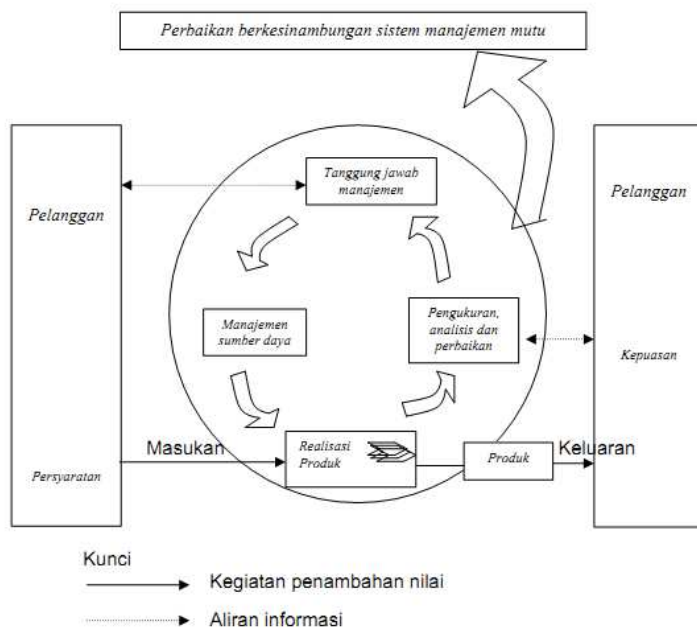 Perbaikan berkesinambungan sistem manajemen mutu
Tanggung jawab
manajemen
Pelanggan
Pelanggan
Manajemen
sumber daya
Pengukuran,
analisis dan
perbaikan
Kepuasan
Masukan
Realisasi
Produk
Produk
Keluaran
Persyaratan
Kunci
Kegiatan penambahan nilai
Aliran informasi